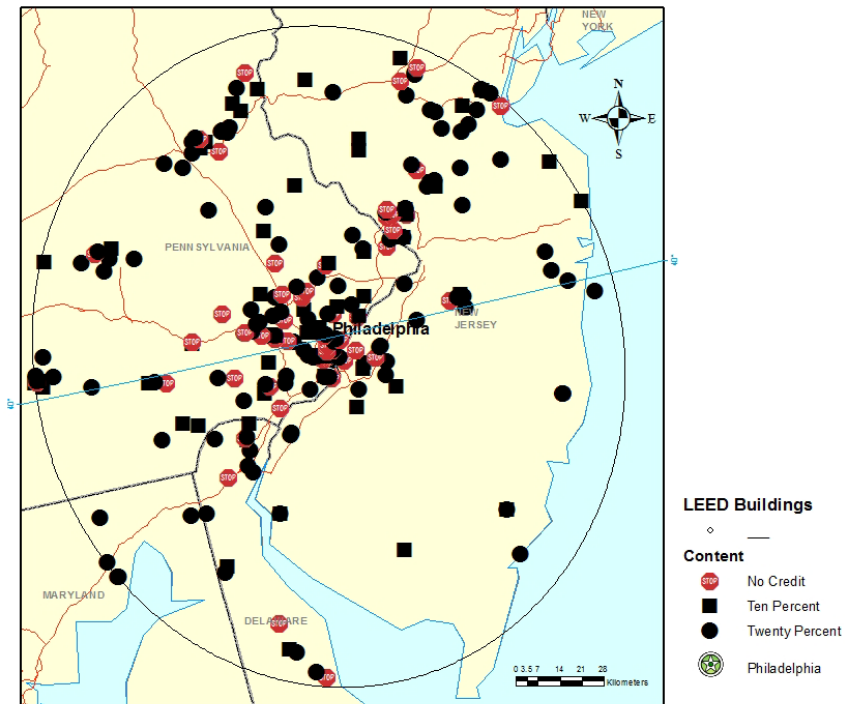 NEW
YORK
N
W E
S
PENNSYLVANIA
40°
NEW
JERSEY
Philadelphia
40°
MARYLAND
DELAWARE
0 3.5 7 14 21 28
Kilometers
LEED Buildings
Content
STOP No Credit
Ten Percent
Twenty Percent
Philadelphia